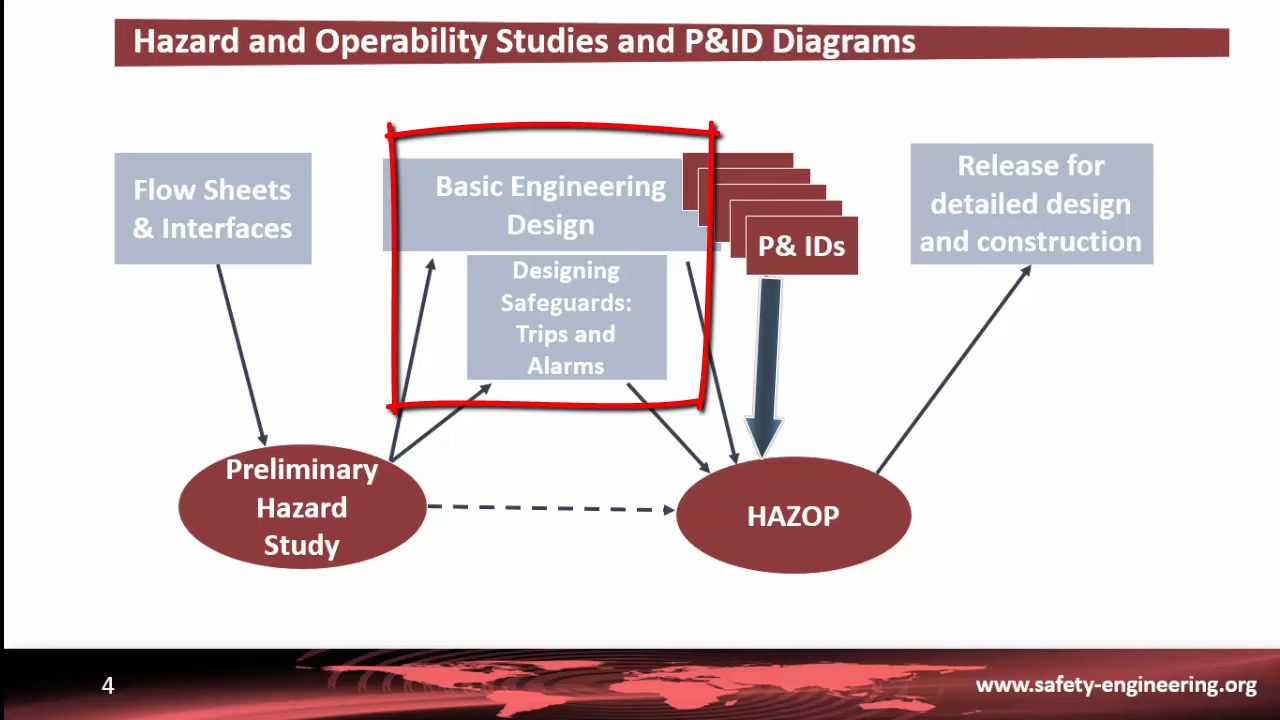 Hazard and Operability Studies and P&ID Diagrams
Flow Sheets
& Interfaces
Basic Engineering
Design
P& IDs
Release for
detailed design
and construction
Designing
Safeguards:
Trips and
Alarms
Preliminary
Hazard
Study
HAZOP
4
www.safety-engineering.org